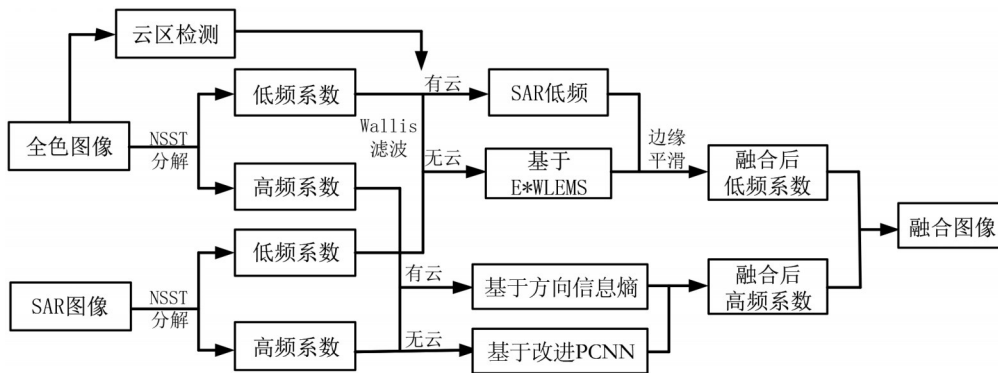 云区检测
全色图像
NSST
分解
低频系数
高频系数
Wallis
滤波
有云
无云
SAR低频
基于
E*WLEMS
边缘
平滑
融合后
低频系数
融合图像
SAR图像
NSST
分解
低频系数
高频系数
有云
无云
基于方向信息熵
基于改进PCNN
融合后
高频系数